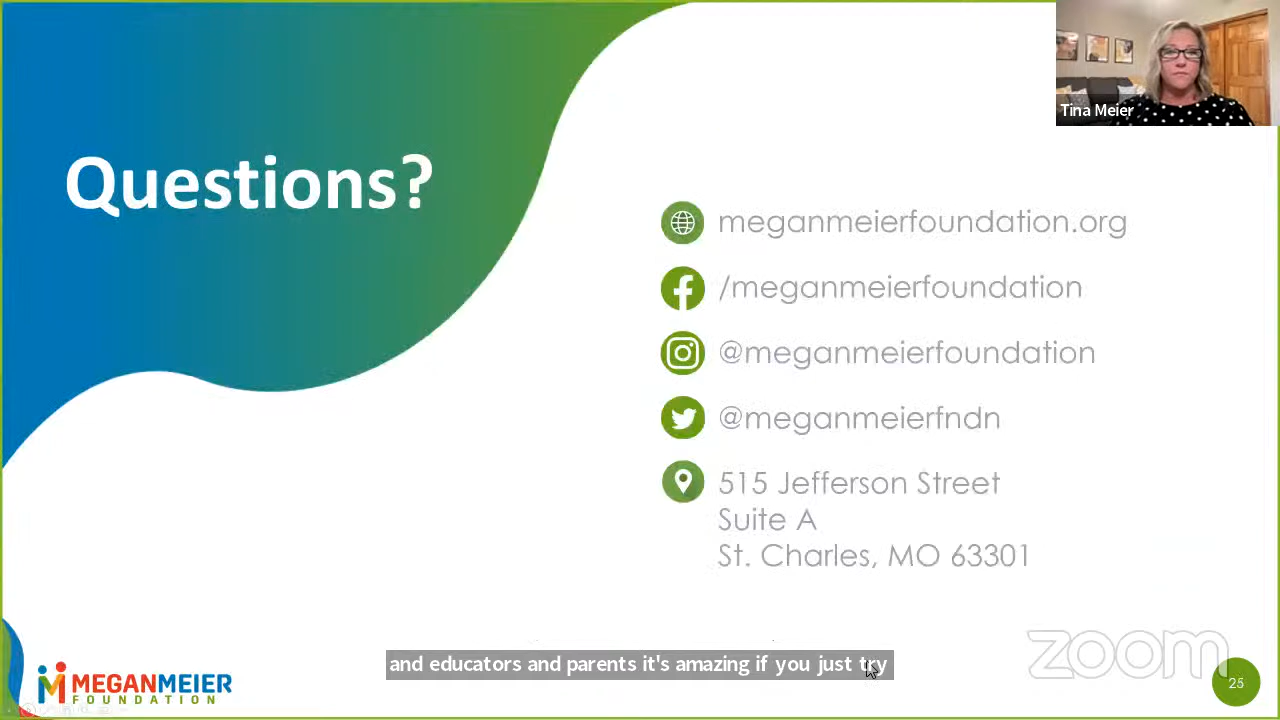 Tina Meier
Questions?
meganmeierfoundation.org
/meganmeierfoundation
@meganmeierfoundation
@meganmeierfndn
515 Jefferson Street
Suite A
St. Charles, MO 63301
and educators and parents it's amazing if you just try
zoom
MEGANMEIER
FOUNDATION
25